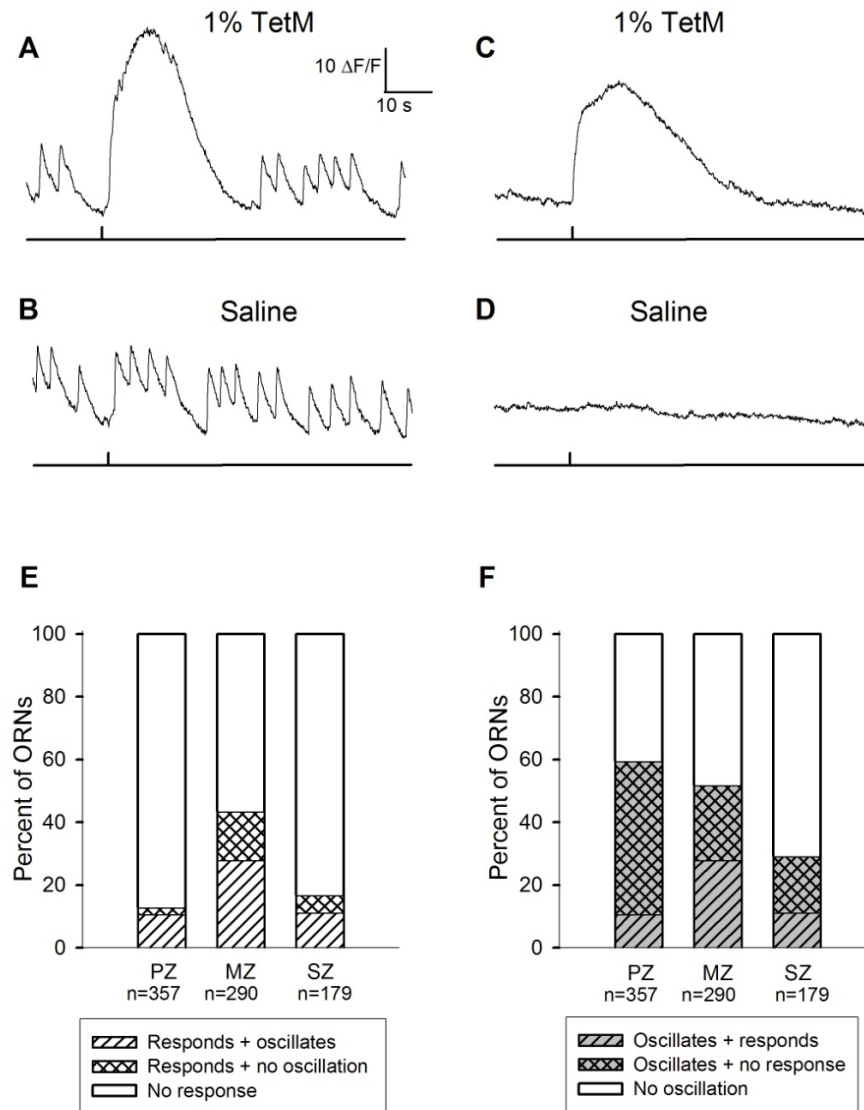 A
1% TetM
10 ΔF/F
10 s
C
1% TetM
B
Saline
D
Saline
E
100
80
60
40
20
0
Percent of ORNs
PZ MZ SZ
n=357 n=290 n=179
Responds + oscillates
Responds + no oscillation
No response
F
100
80
60
40
20
0
Percent of ORNs
PZ MZ SZ
n=357 n=290 n=179
Oscillates + responds
Oscillates + no response
No oscillation